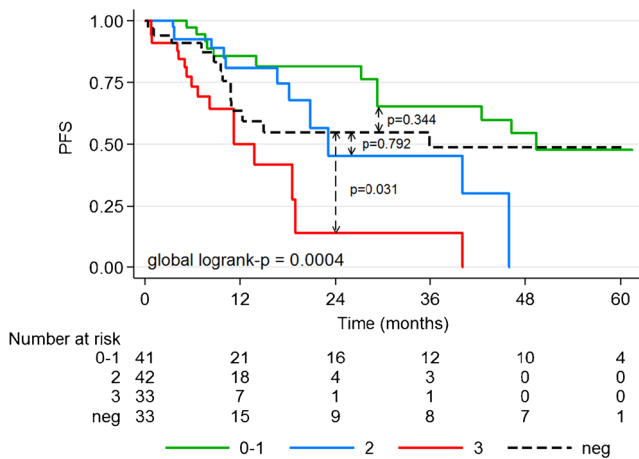 1.00
0.75
0.50
0.25
0.00
PFS
p=0.344
p=0.792
p=0.031
global logrank-p = 0.0004
0 12 24 36 48 60
Time (months)
Number at risk
0-1 41 21 16 12 10 4
2 42 18 4 3 0 0
3 33 7 1 1 0 0
neg 33 15 9 8 7 1
0-1 2 3 neg